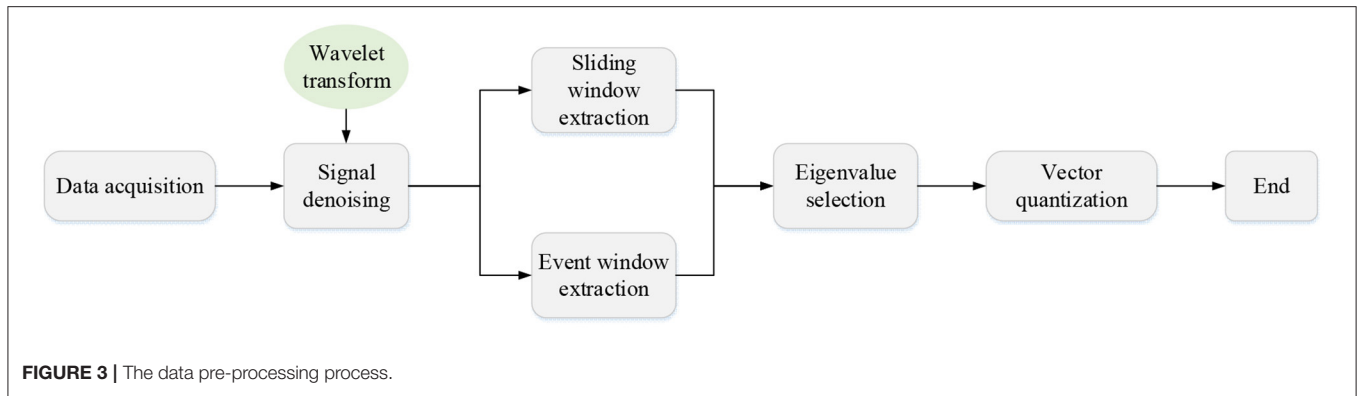 Wavelet
transform
Data acquisition
Signal
denoising
Sliding
window
extraction
Event window
extraction
Eigenvalue
selection
Vector
quantization
End
FIGURE 3 | The data pre-processing process.